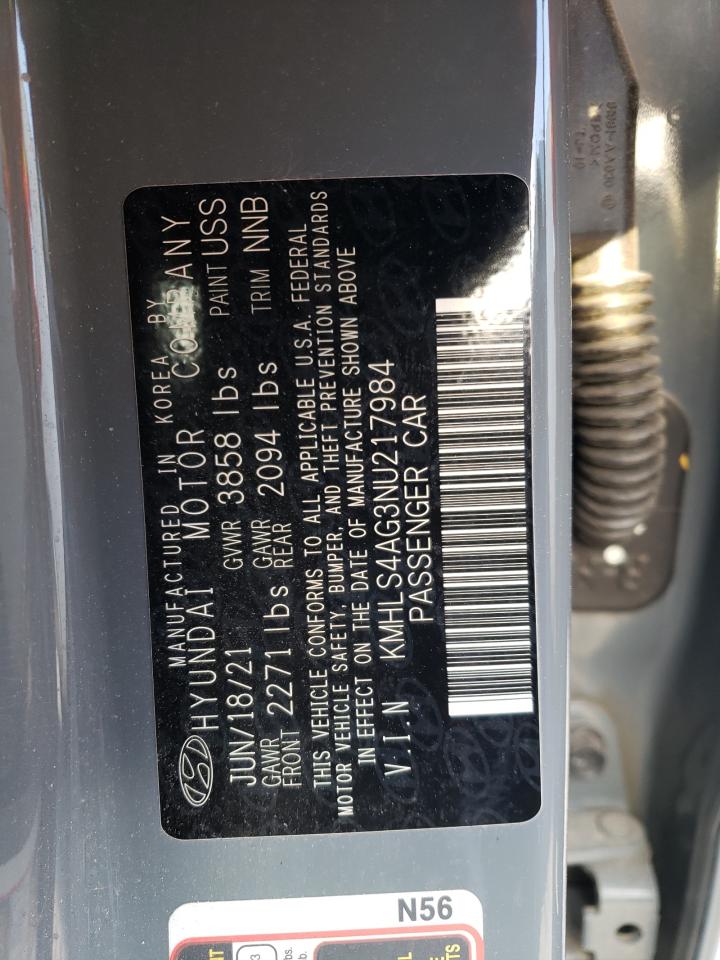 MANUFACTURED IN KOREA BY
HYUNDAI MOTOR COMPANY
JUN/18/21 GVWR 3858 lbs PAINT USS
GAWR FRONT 2271 lbs GAWR REAR 2094 lbs TRIM NNB
THIS VEHICLE CONFORMS TO ALL APPLICABLE U.S.A. FEDERAL
MOTOR VEHICLE SAFETY, BUMPER, AND THEFT PREVENTION STANDARDS
IN EFFECT ON THE DATE OF MANUFACTURE SHOWN ABOVE
V.I.N KMHLS4AG3NU217984
PASSENGER CAR
N56
3